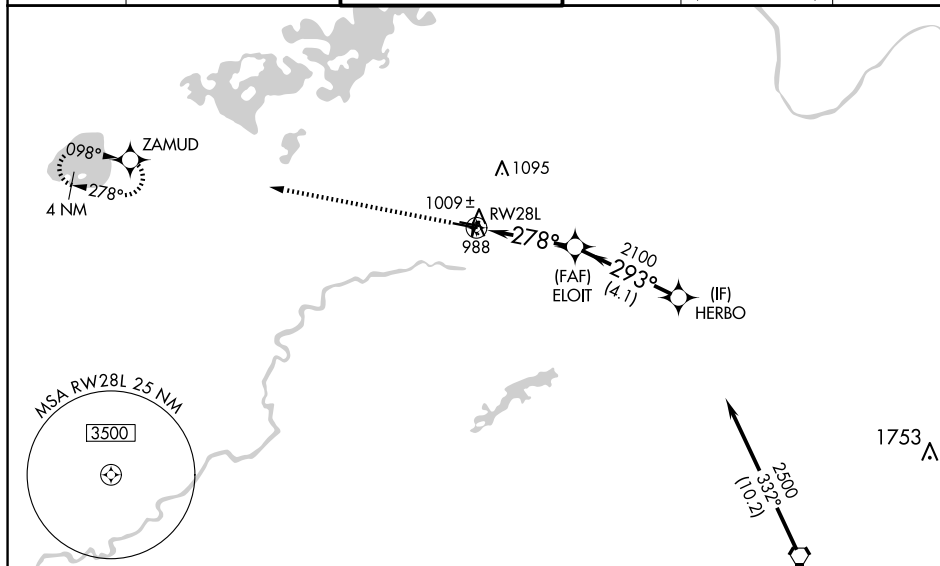 098°
ZAMUD
278°
4 NM
1095
1009 ±
RW28L
988
278°
(FAF)
ELOIT
2100
293°
(4.1)
(IF)
HERBO
MSA RW28L 25 NM
3500
1753
2500
332°
(10.2)